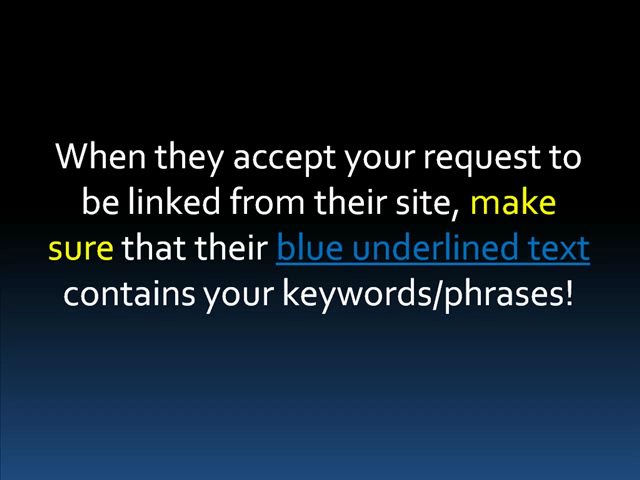 When they accept your request to
be linked from their site, make
sure that their blue underlined text
contains your keywords/phrases!